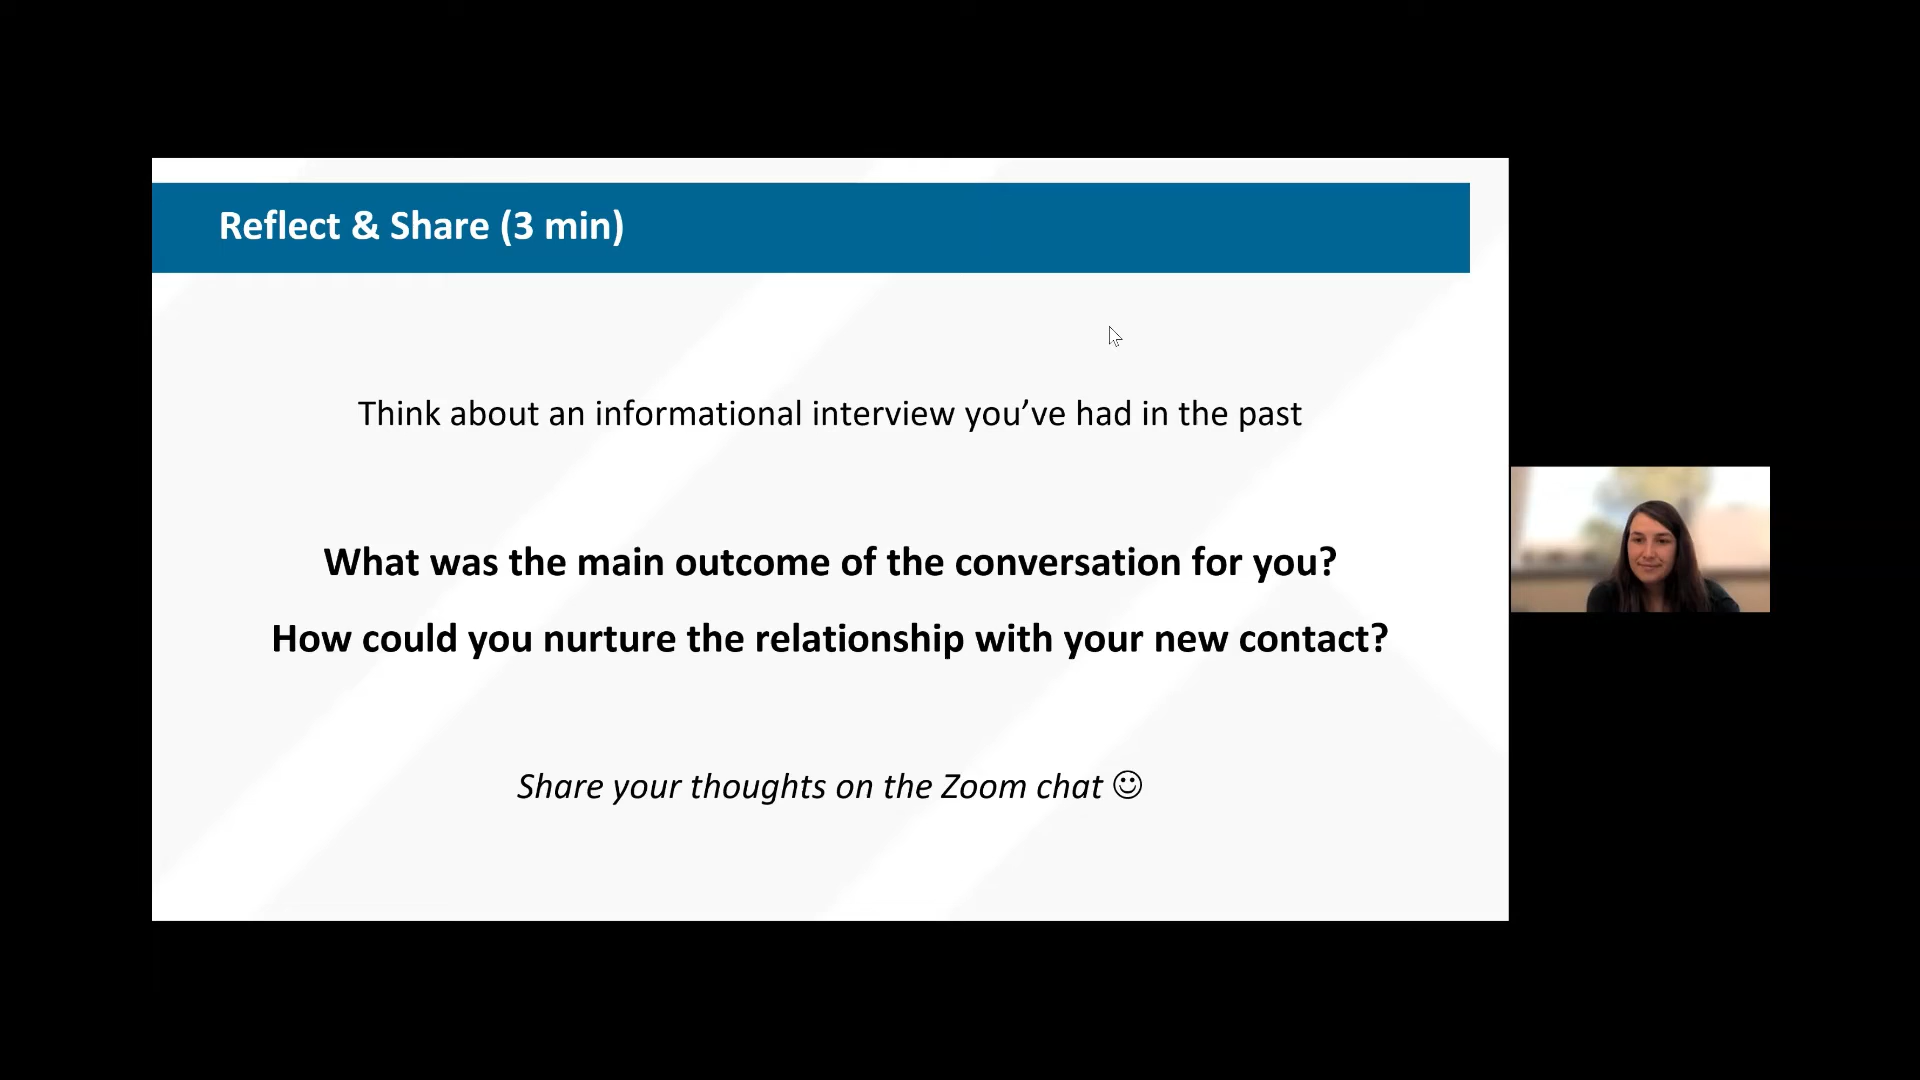 Reflect & Share (3 min)
Think about an informational interview you’ve had in the past
What was the main outcome of the conversation for you?
How could you nurture the relationship with your new contact?
Share your thoughts on the Zoom chat ☺